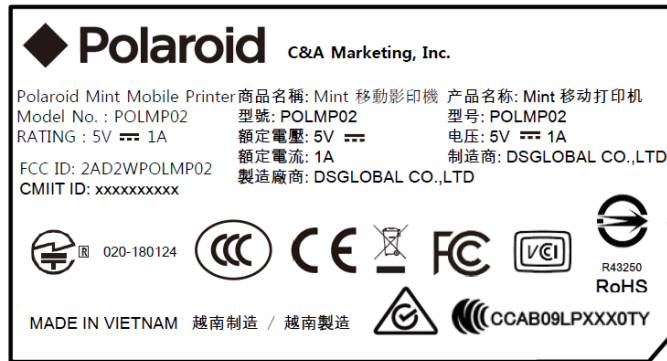 Polaroid C&A Marketing, Inc.
Polaroid Mint Mobile Printer 商品名稱: Mint 移動影印機 产品名称: Mint 移动打印机
Model No. : POLMP02 型號: POLMP02 型号: POLMP02
RATING : 5V 1A 額定電壓: 5V 电压: 5V 1A
額定電流: 1A 制造商: DSGLOBAL CO.,LTD
FCC ID: 2AD2WPOLMP02 製造廠商: DSGLOBAL CO.,LTD
CMIIT ID: xxxxxxxxxx
R 020-180124 CCC CE FC VCI
R43250
RoHS
MADE IN VIETNAM 越南制造 / 越南製造 CCAB09LPXXX0TY